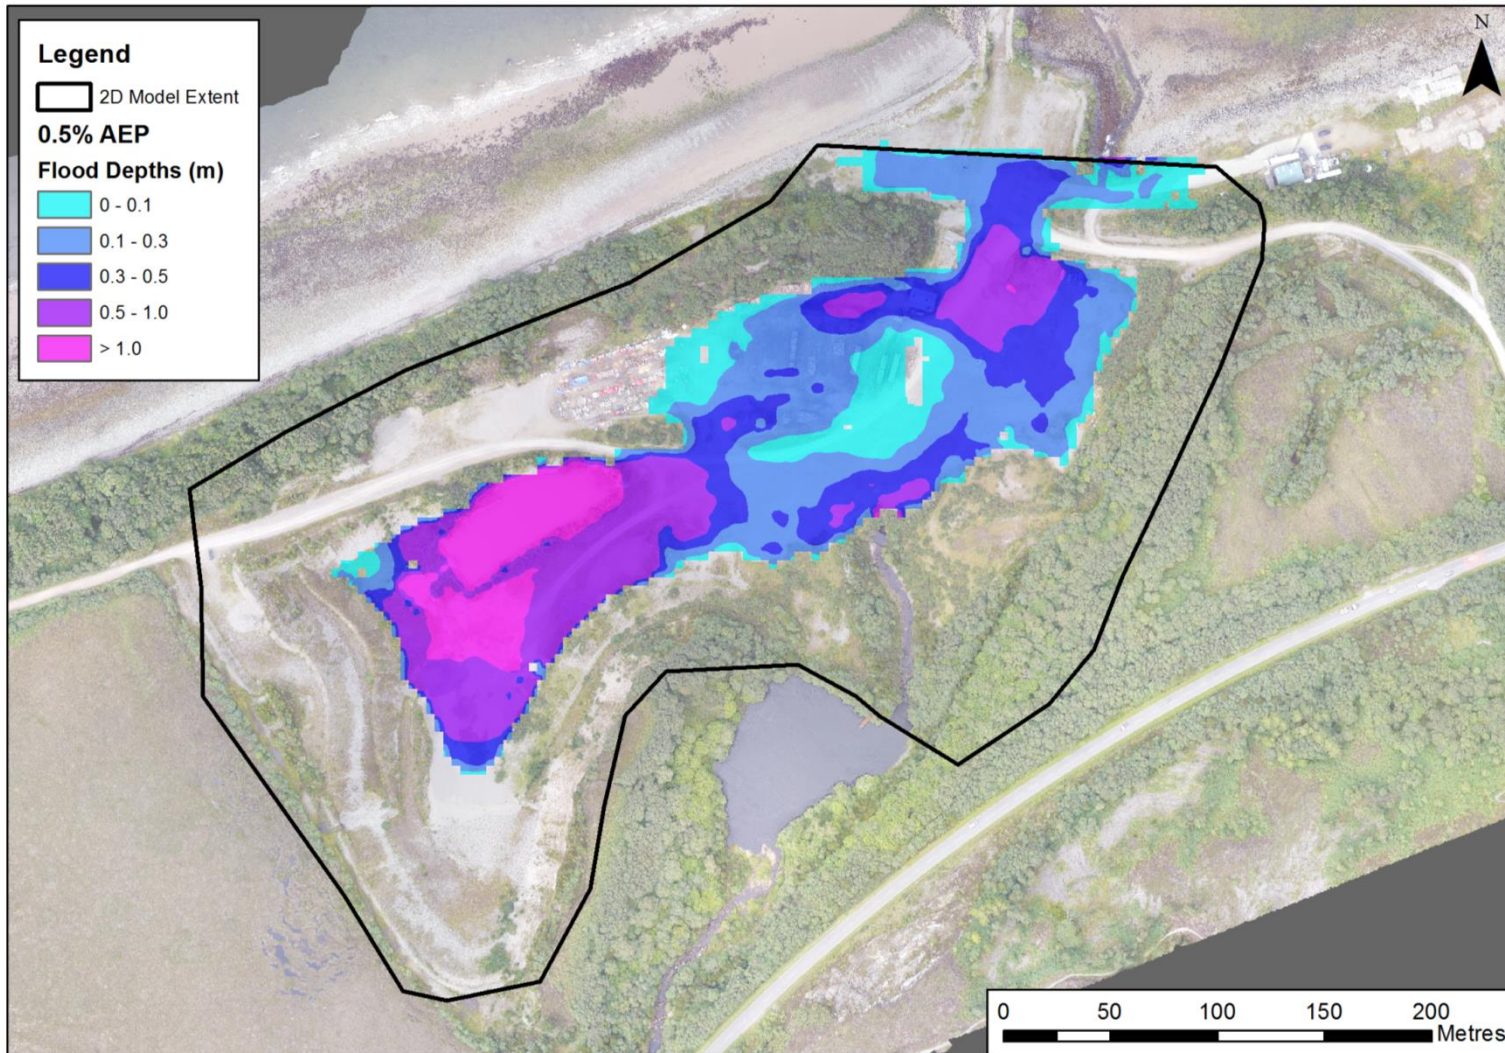 Legend
2D Model Extent
0.5% AEP
Flood Depths (m)
0 - 0.1
0.1 - 0.3
0.3 - 0.5
0.5 - 1.0
> 1.0
N
0 50 100 150 200
Metres